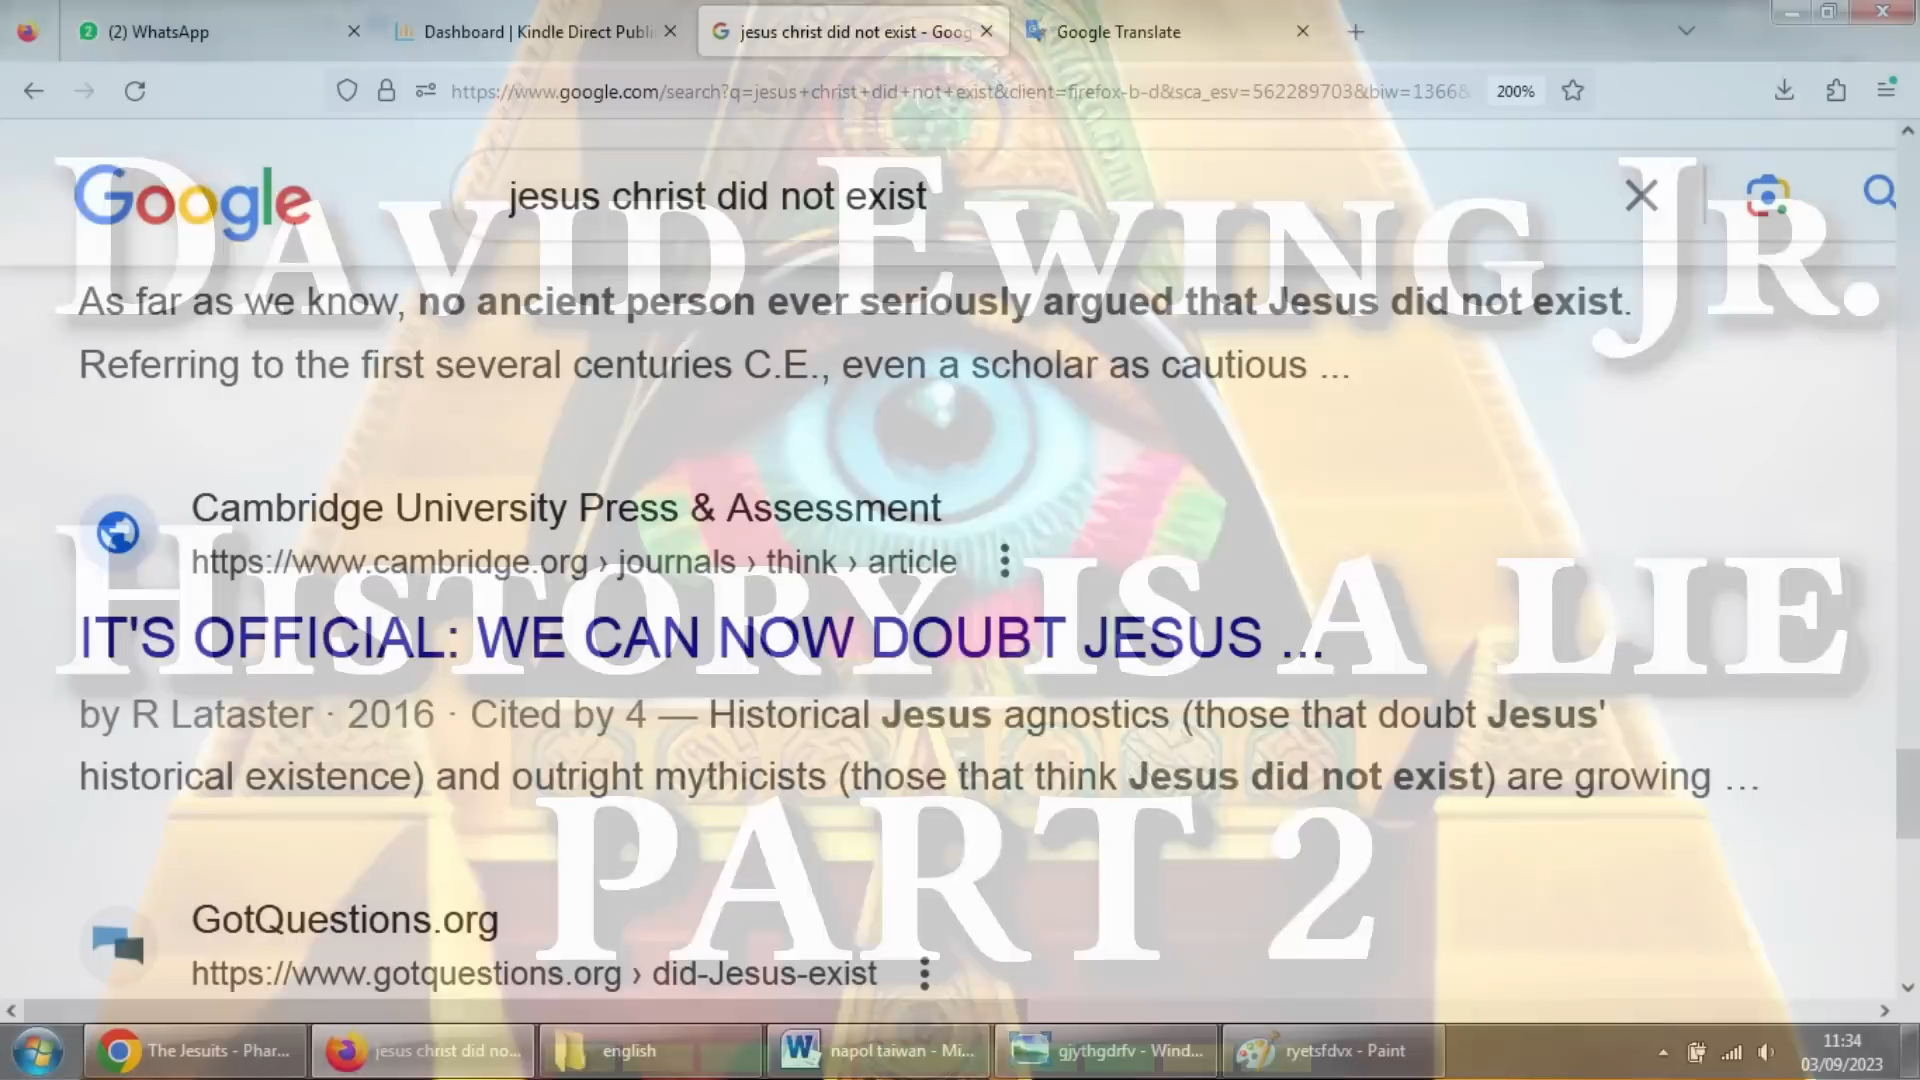 (2) WhatsApp
Dashboard | Kindle Direct Publi
jesus christ did not exist - Goog
Google Translate
https://www.google.com/search?q=jesus+christ+did+not+exist&client=firefox-b-d&sca_esv=562289703&biw=1366&
200%
Google
jesus christ did not exist
DAVID EWING JR.
As far as we know, no ancient person ever seriously argued that Jesus did not exist.
Referring to the first several centuries C.E., even a scholar as cautious ...
Cambridge University Press & Assessment
https://www.cambridge.org › journals › think › article
HISTORY IS A LIE
IT'S OFFICIAL: WE CAN NOW DOUBT JESUS ...
by R Lataster · 2016 · Cited by 4 — Historical Jesus agnostics (those that doubt Jesus'
historical existence) and outright mythicists (those that think Jesus did not exist) are growing ...
PART 2
GotQuestions.org
https://www.gotquestions.org › did-Jesus-exist
The Jesuits - Phar...
jesus christ did no...
english
napol taiwan - Mi...
gjythgdrfv - Wind...
ryetsfdvx - Paint
11:34
03/09/2023